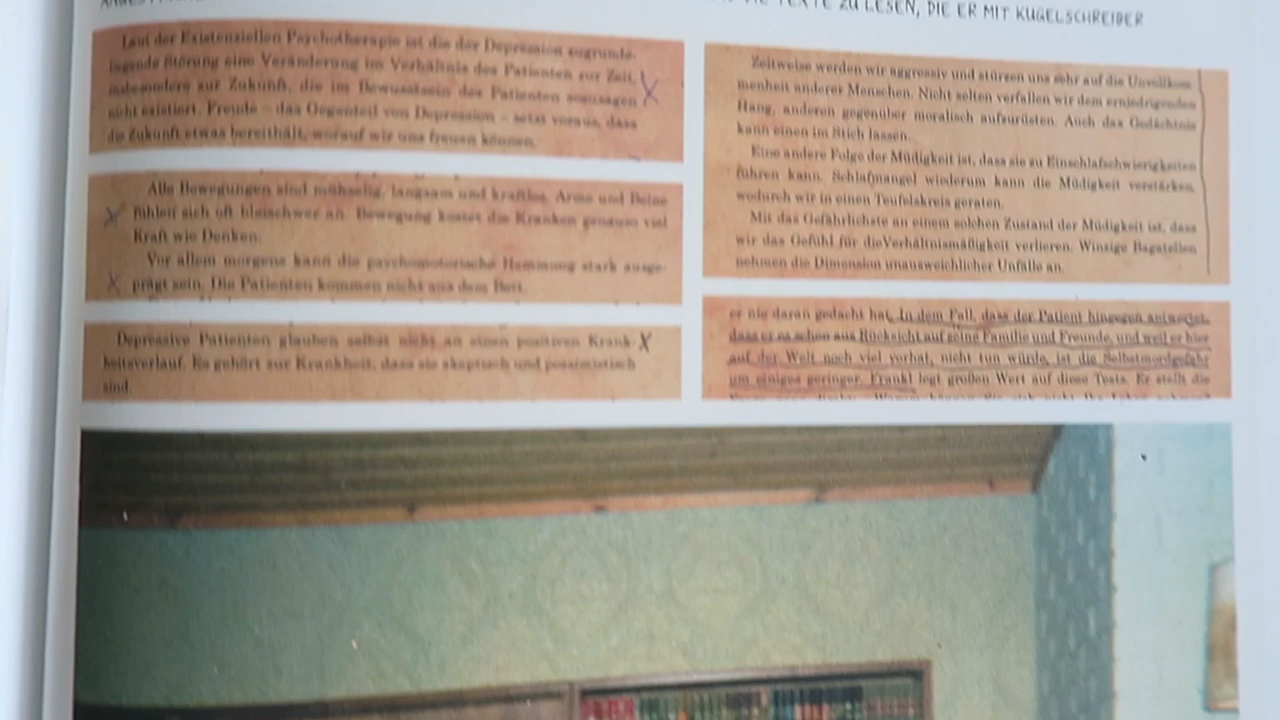 TEXTE ZU LESEN, DIE ER MIT KUGELSCHREIBER
Laut der Existenziellen Psychotherapie ist die der Depression zugrunde-
liegende Störung eine Veränderung im Verhältnis des Patienten zur Zeit,
insbesondere zur Zukunft, die im Bewusstsein des Patienten sozusagen
nicht existiert. Freude – das Gegenteil von Depression – setzt voraus, dass
die Zukunft etwas bereithält, worauf wir uns freuen können.
Alle Bewegungen sind mühselig, langsam und kraftlos. Arme und Beine
fühlen sich oft bleischwer an. Bewegung kostet die Kranken genauso viel
Kraft wie Denken.
Vor allem morgens kann die psychomotorische Hemmung stark ausge-
prägt sein. Die Patienten kommen nicht aus dem Bett.
Depressive Patienten glauben selbst nicht an einen positiven Krank-
heitsverlauf. Es gehört zur Krankheit, dass sie skeptisch und pessimistisch
sind.
Zeitweise werden wir aggressiv und stürzen uns sehr auf die Unvollkom-
menheit anderer Menschen. Nicht selten verfallen wir dem erniedrigenden
Hang, anderen gegenüber moralisch aufzurüsten. Auch das Gedächtnis
kann einen im Stich lassen.
Eine andere Folge der Müdigkeit ist, dass sie zu Einschlafschwierigkeiten
führen kann. Schlafmangel wiederum kann die Müdigkeit verstärken,
wodurch wir in einen Teufelskreis geraten.
Mit das Gefährlichste an einem solchen Zustand der Müdigkeit ist, dass
wir das Gefühl für dieVerhältnismäßigkeit verlieren. Winzige Bagatellen
nehmen die Dimension unausweichlicher Unfälle an.
er nie daran gedacht hat. In dem Fall, dass der Patient hingegen antwortet,
dass er es schon aus Rücksicht auf seine Familie und Freunde, und weil er hier
auf der Welt noch viel vorhat, nicht tun würde, ist die Selbstmordgefahr
um einiges geringer. Frankl legt großen Wert auf diese Tests. Er stellt die